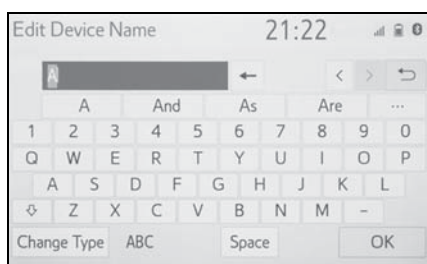 Edit Device Name 21:22
A
A And As Are ...
1 2 3 4 5 6 7 8 9 0
Q W E R T Y U I O P
A S D F G H J K L
Z X C V B N M -
Change Type ABC Space OK